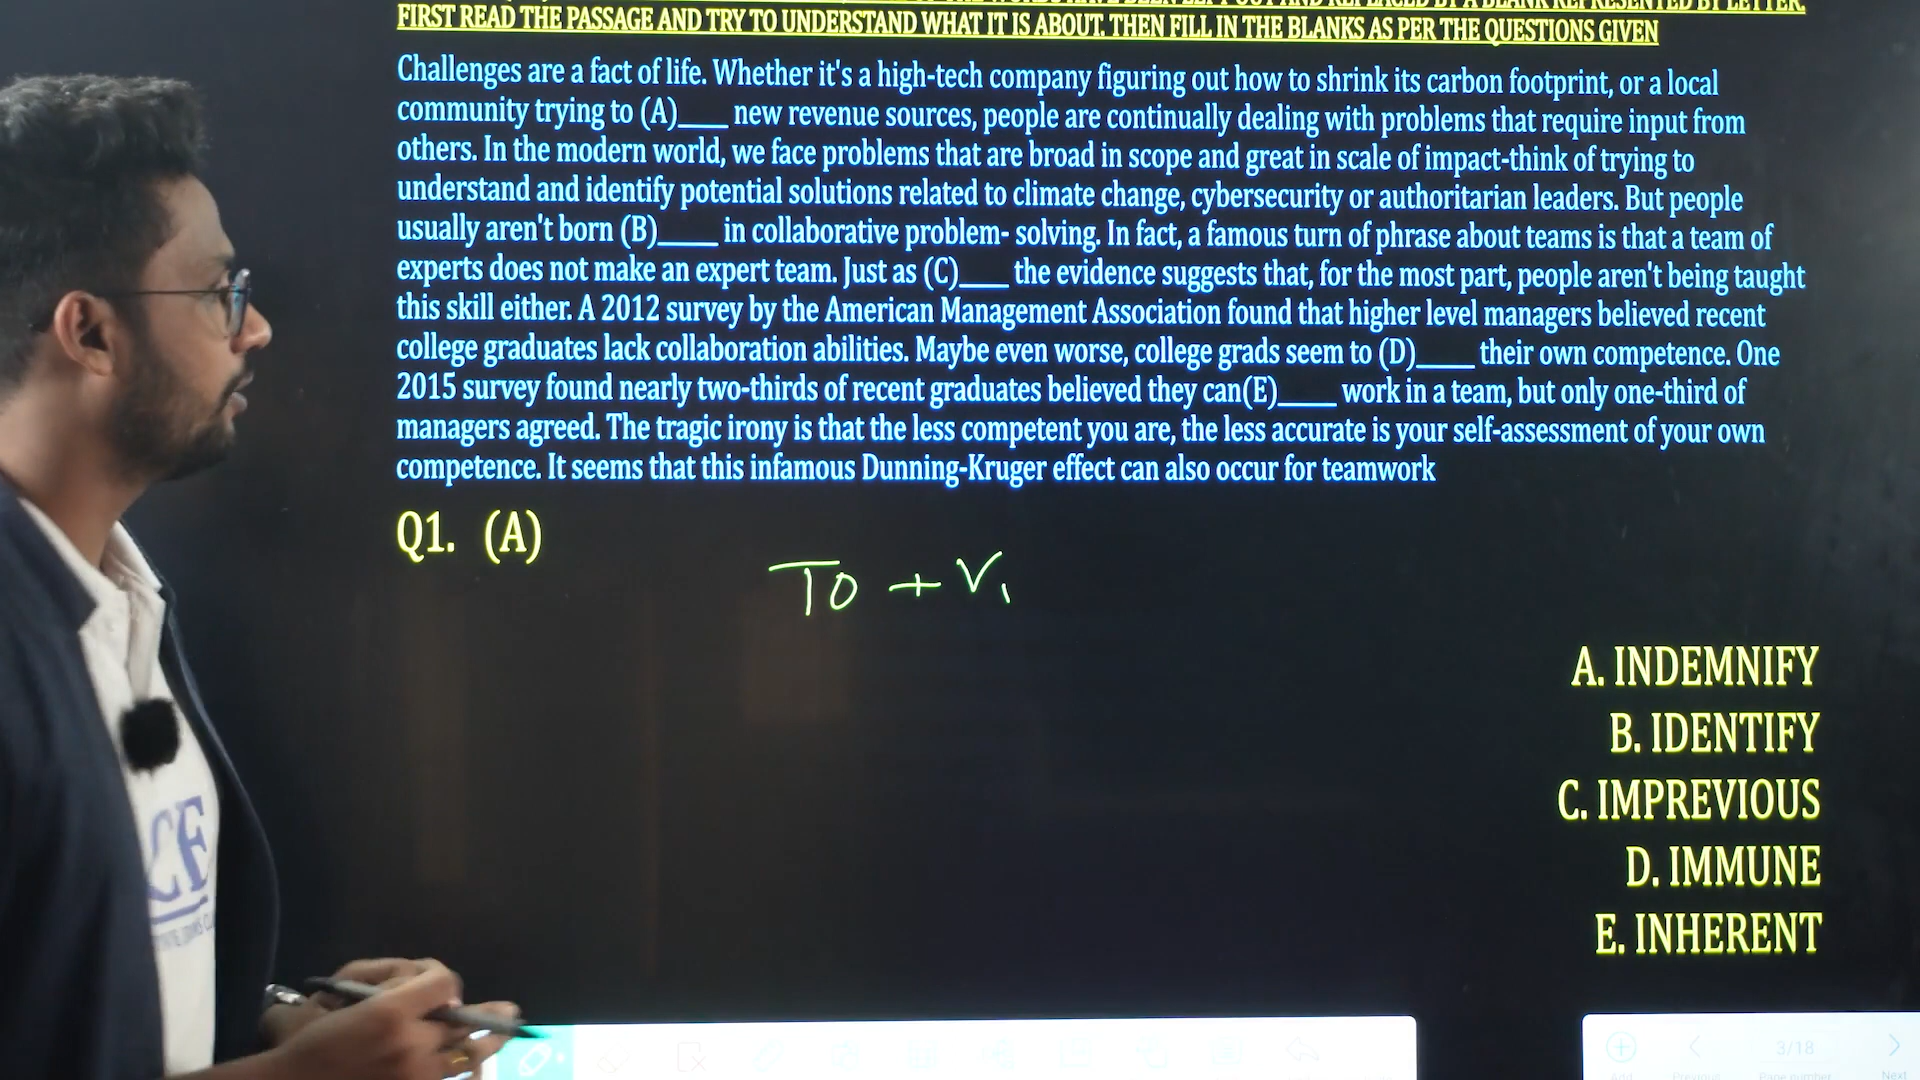 FIRST READ THE PASSAGE AND TRY TO UNDERSTAND WHAT IT IS ABOUT. THEN FILL IN THE BLANKS AS PER THE QUESTIONS GIVEN
Challenges are a fact of life. Whether it's a high-tech company figuring out how to shrink its carbon footprint, or a local
community trying to (A)____ new revenue sources, people are continually dealing with problems that require input from
others. In the modern world, we face problems that are broad in scope and great in scale of impact-think of trying to
understand and identify potential solutions related to climate change, cybersecurity or authoritarian leaders. But people
usually aren't born (B)_____ in collaborative problem- solving. In fact, a famous turn of phrase about teams is that a team of
experts does not make an expert team. Just as (C)____ the evidence suggests that, for the most part, people aren't being taught
this skill either. A 2012 survey by the American Management Association found that higher level managers believed recent
college graduates lack collaboration abilities. Maybe even worse, college grads seem to (D)_____ their own competence. One
2015 survey found nearly two-thirds of recent graduates believed they can(E)_____ work in a team, but only one-third of
managers agreed. The tragic irony is that the less competent you are, the less accurate is your self-assessment of your own
competence. It seems that this infamous Dunning-Kruger effect can also occur for teamwork
Q1. (A)
TO + V1
A. INDEMNIFY
B. IDENTIFY
C. IMPREVIOUS
D. IMMUNE
E. INHERENT
3/18
Add
Previous
Page number
Next